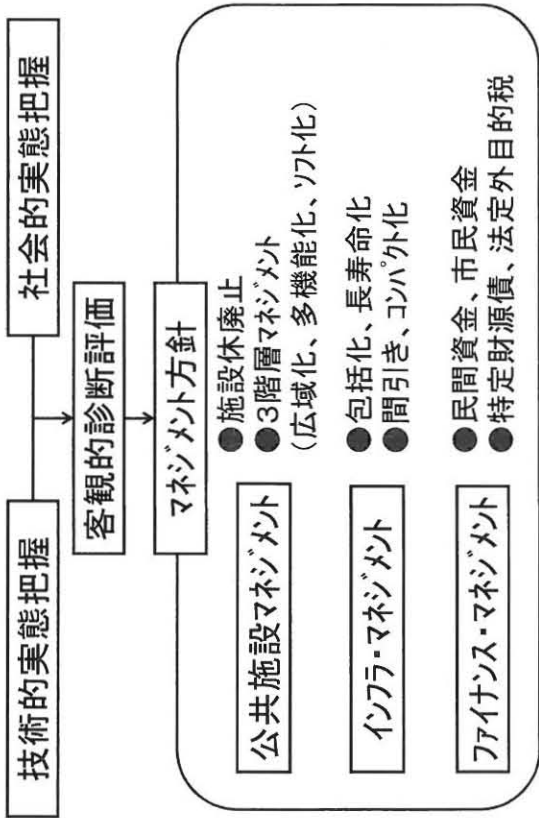 技術的実態把握
社会的実態把握
客観的診断評価
マネジメント方針
公共施設マネジメント
●施設休廃止
●3階層マネジメント
(広域化、多機能化、ソフト化)
インフラ・マネジメント
●包括化、長寿命化
●間引き、コンパクト化
ファイナンス・マネジメント
●民間資金、市民資金
●特定財源債、法定外目的税